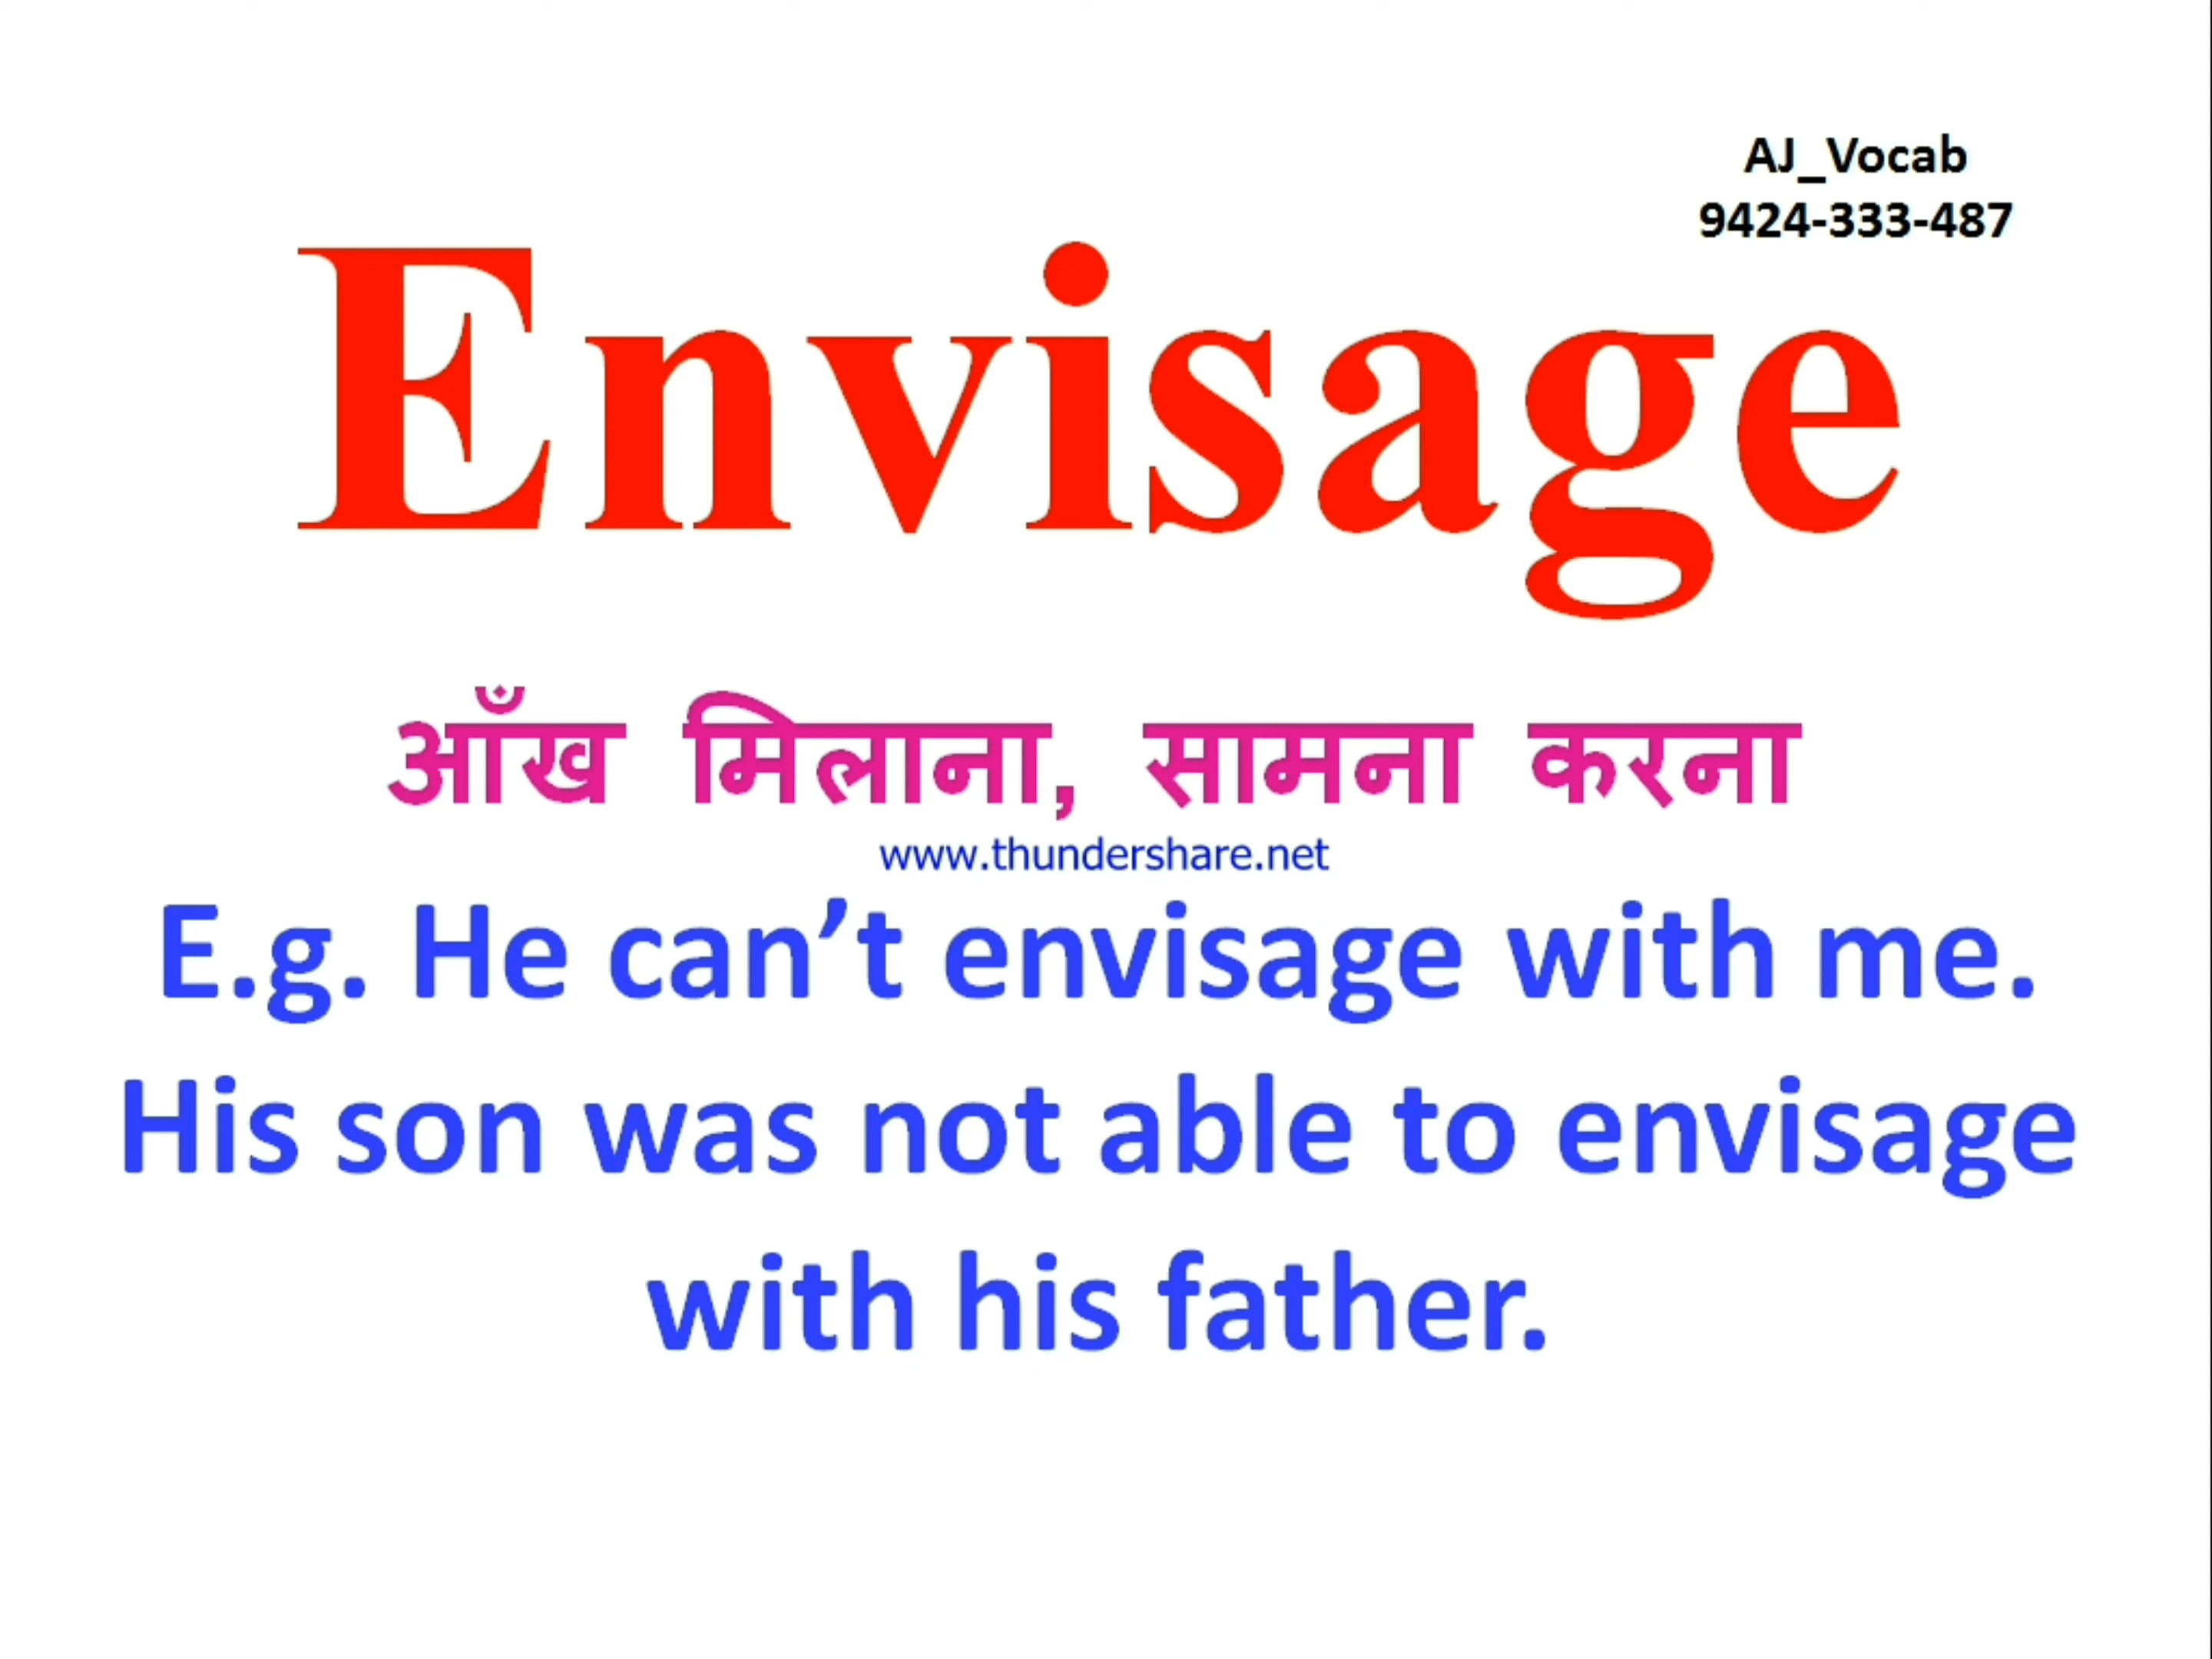 AJ_Vocab
9424-333-487
Envisage
आँख मिलाना, सामना करना
www.thundershare.net
E.g. He can’t envisage with me.
His son was not able to envisage
with his father.